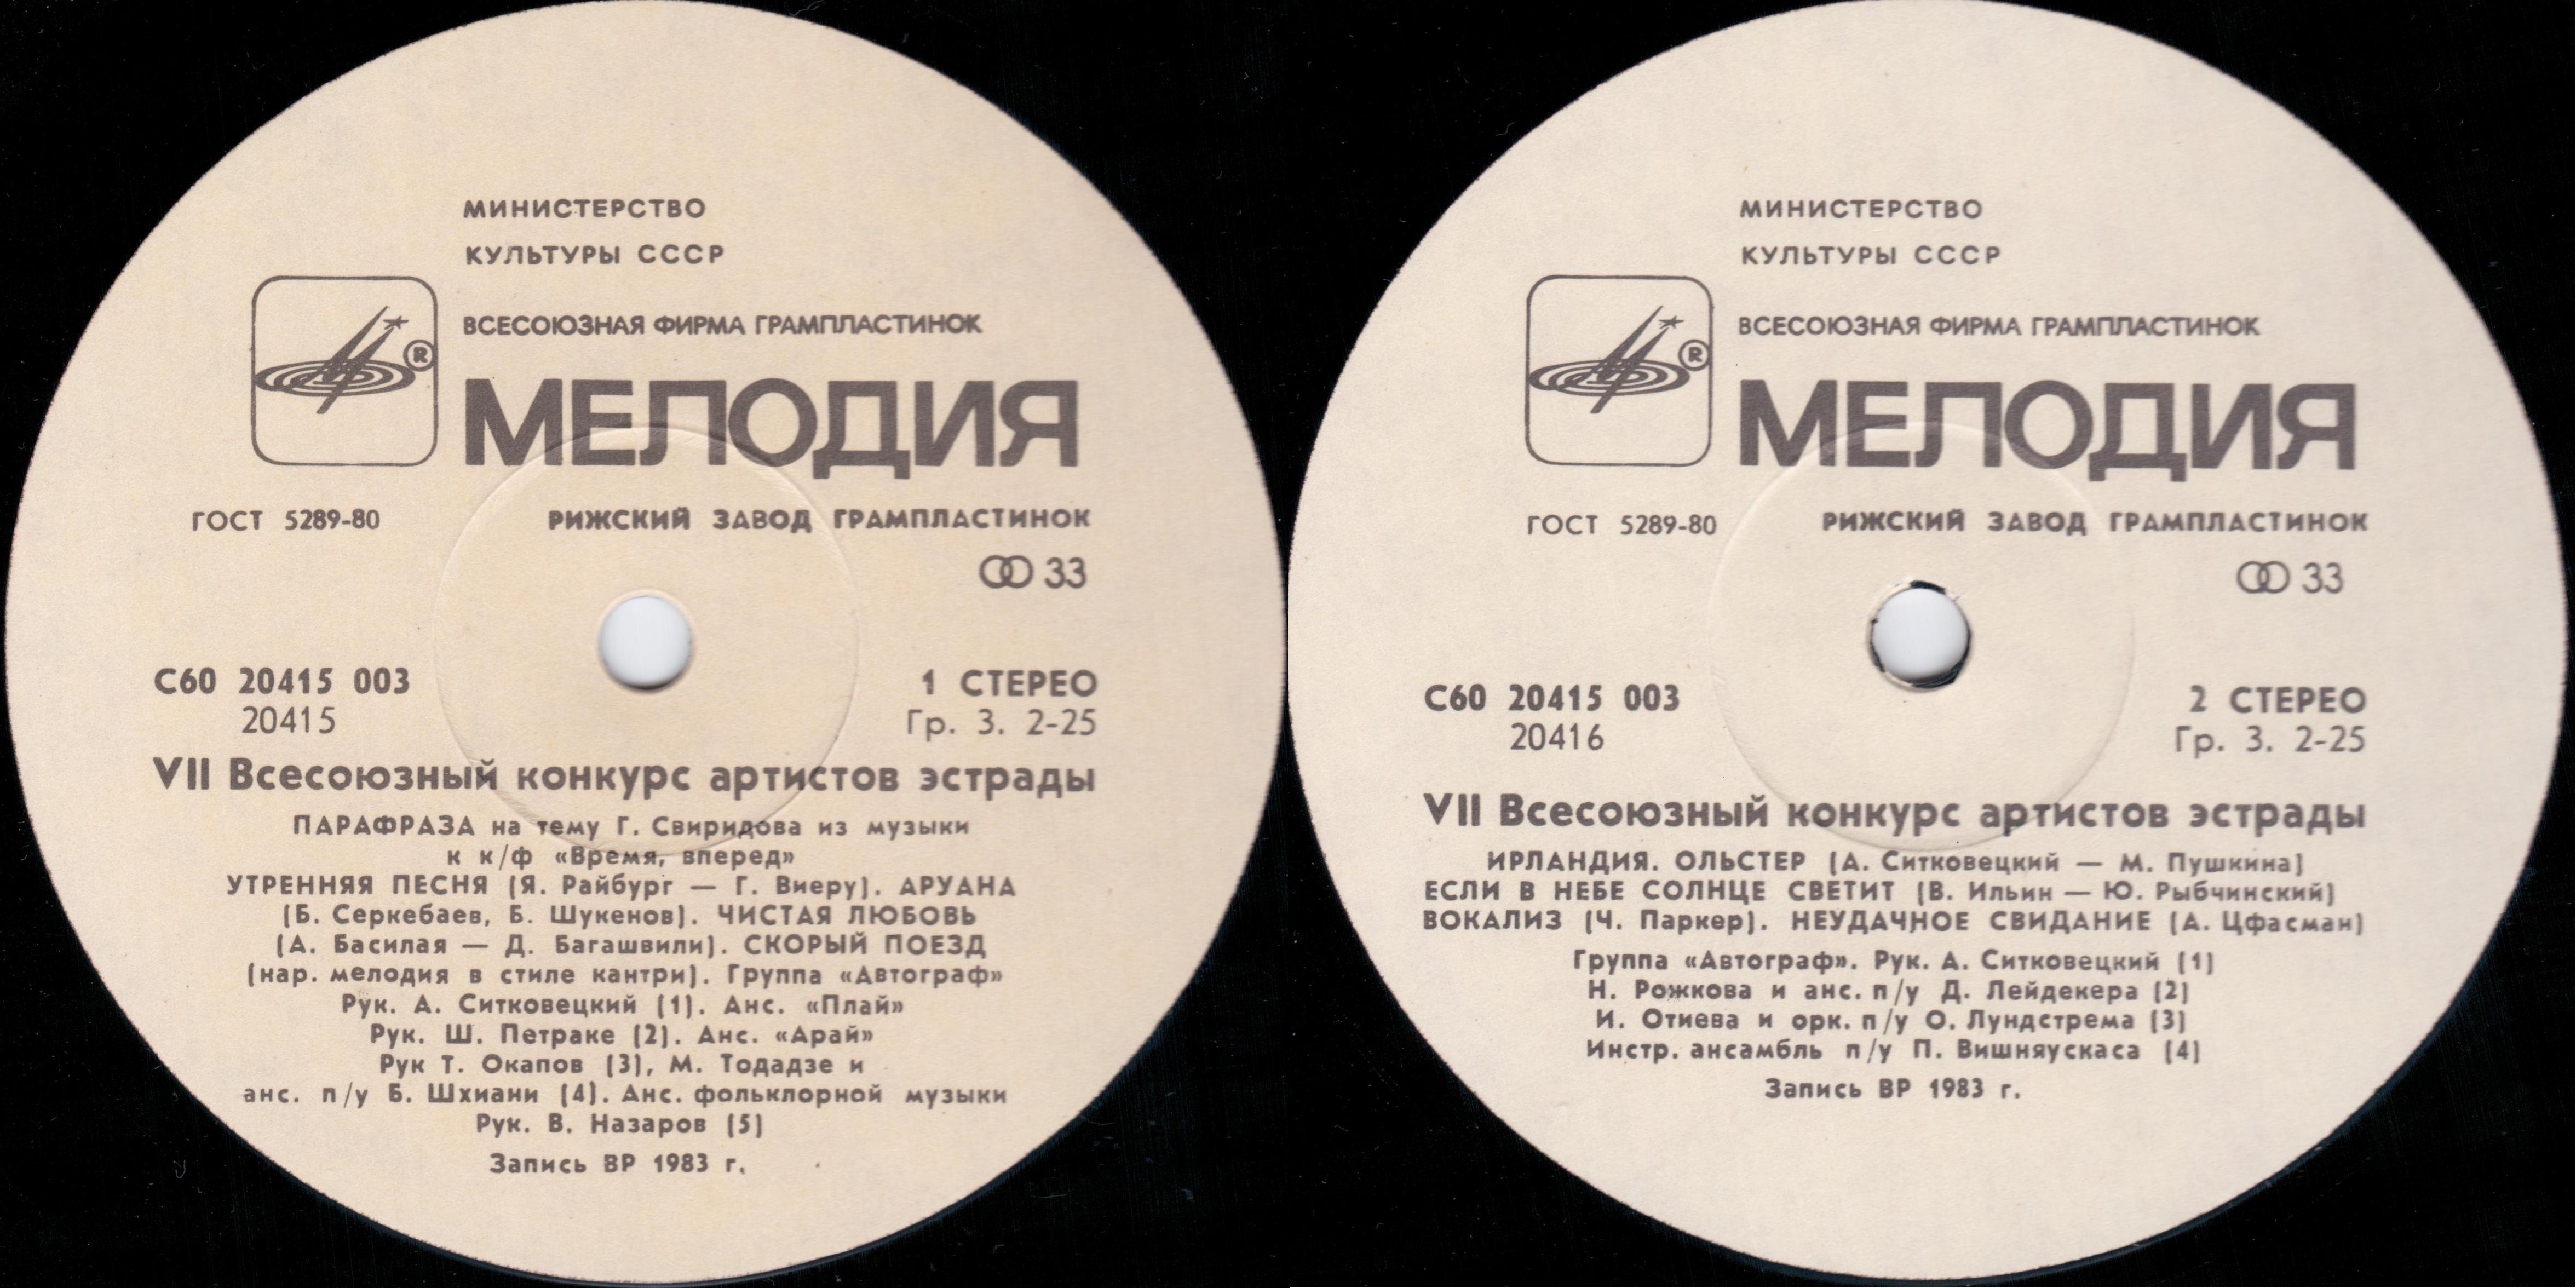 МИНИСТЕРСТВО
КУЛЬТУРЫ СССР
ВСЕСОЮЗНАЯ ФИРМА ГРАМПЛАСТИНОК
®
МЕЛОДИЯ
ГОСТ 5289-80
РИЖСКИЙ ЗАВОД ГРАМПЛАСТИНОК
33
С60 20415 003
20415
1 СТЕРЕО
Гр. 3. 2-25
VII Всесоюзный конкурс артистов эстрады
ПАРАФРАЗА на тему Г. Свиридова из музыки
к к/ф «Время, вперед»
УТРЕННЯЯ ПЕСНЯ (Я. Райбург — Г. Виеру). АРУАНА
(Б. Серкебаев, Б. Шукенов). ЧИСТАЯ ЛЮБОВЬ
(А. Басилая — Д. Багашвили). СКОРЫЙ ПОЕЗД
(нар. мелодия в стиле кантри). Группа «Автограф»
Рук. А. Ситковецкий (1). Анс. «Плай»
Рук. Ш. Петраке (2). Анс. «Арай»
Рук Т. Окапов (3), М. Тодадзе и
анс. п/у Б. Шхиани (4). Анс. фольклорной музыки
Рук. В. Назаров (5)
Запись ВР 1983 г.
МИНИСТЕРСТВО
КУЛЬТУРЫ СССР
ВСЕСОЮЗНАЯ ФИРМА ГРАМПЛАСТИНОК
®
МЕЛОДИЯ
ГОСТ 5289-80
РИЖСКИЙ ЗАВОД ГРАМПЛАСТИНОК
33
С60 20415 003
20416
2 СТЕРЕО
Гр. 3. 2-25
VII Всесоюзный конкурс артистов эстрады
ИРЛАНДИЯ. ОЛЬСТЕР (А. Ситковецкий — М. Пушкина)
ЕСЛИ В НЕБЕ СОЛНЦЕ СВЕТИТ (В. Ильин — Ю. Рыбчинский)
ВОКАЛИЗ (Ч. Паркер). НЕУДАЧНОЕ СВИДАНИЕ (А. Цфасман)
Группа «Автограф». Рук. А. Ситковецкий (1)
Н. Рожкова и анс. п/у Д. Лейдекера (2)
И. Отиева и орк. п/у О. Лундстрема (3)
Инстр. ансамбль п/у П. Вишняускаса (4)
Запись ВР 1983 г.